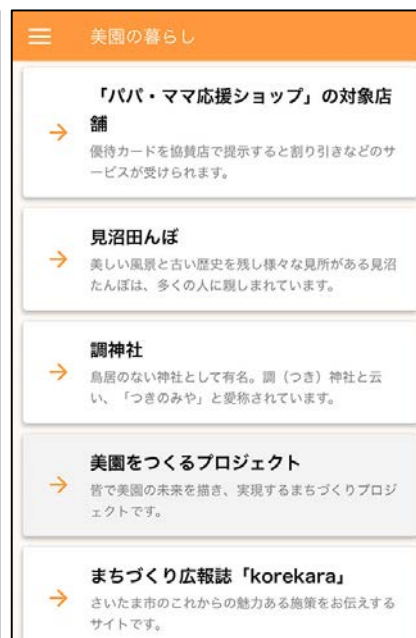 美園の暮らし
「パパ・ママ応援ショップ」の対象店
舗
優待カードを協賛店で提示すると割り引きなどのサ
ービスが受けられます。
見沼田んぼ
美しい風景と古い歴史を残し様々な見所がある見沼
たんぼは、多くの人に親しまれています。
調神社
鳥居のない神社として有名。調（つき）神社と云
い、「つきのみや」と愛称されています。
美園をつくるプロジェクト
皆で美園の未来を描き、実現するまちづくりプロジ
ェクトです。
まちづくり広報誌「korekara」
さいたま市のこれからの魅力ある施策をお伝えする
サイトです。